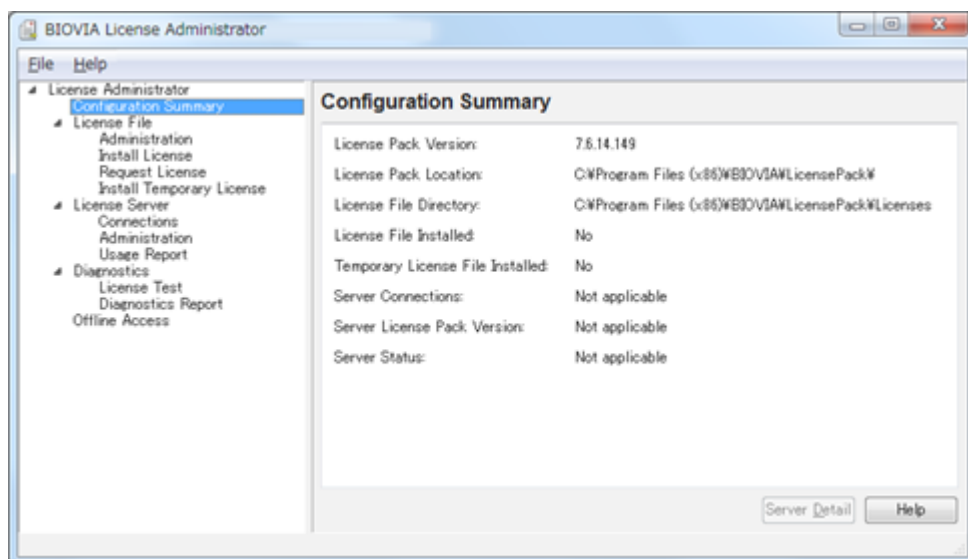 BIOVIA License Administrator
File Help
License Administrator
Configuration Summary
License File
Administration
Install License
Request License
Install Temporary License
License Server
Connections
Administration
Usage Report
Diagnostics
License Test
Diagnostics Report
Offline Access
Configuration Summary
License Pack Version: 7.6.14.149
License Pack Location: C:¥Program Files (x86)¥BIOVIA¥LicensePack¥
License File Directory: C:¥Program Files (x86)¥BIOVIA¥LicensePack¥Licenses
License File Installed: No
Temporary License File Installed: No
Server Connections: Not applicable
Server License Pack Version: Not applicable
Server Status: Not applicable
Server Detail Help